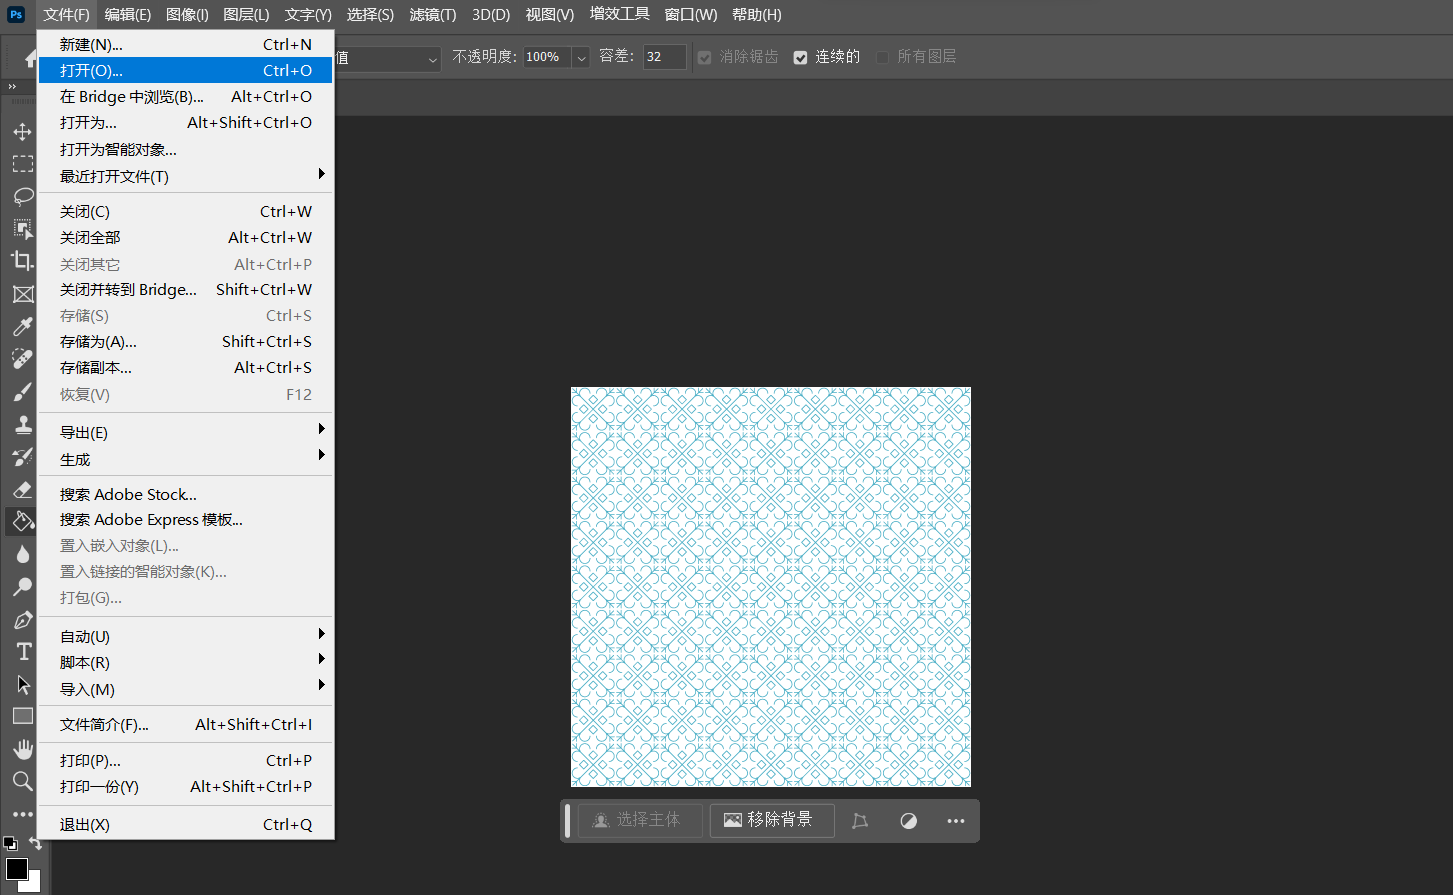 Ps 文件(F) 编辑(E) 图像(I) 图层(L) 文字(Y) 选择(S) 滤镜(T) 3D(D) 视图(V) 增效工具 窗口(W) 帮助(H)
值 不透明度: 100% 容差: 32 消除锯齿 连续的 所有图层
新建(N)... Ctrl+N
打开(O)... Ctrl+O
在 Bridge 中浏览(B)... Alt+Ctrl+O
打开为... Alt+Shift+Ctrl+O
打开为智能对象...
最近打开文件(T)
关闭(C) Ctrl+W
关闭全部 Alt+Ctrl+W
关闭其它 Alt+Ctrl+P
关闭并转到 Bridge... Shift+Ctrl+W
存储(S) Ctrl+S
存储为(A)... Shift+Ctrl+S
存储副本... Alt+Ctrl+S
恢复(V) F12
导出(E)
生成
搜索 Adobe Stock...
搜索 Adobe Express 模板...
置入嵌入对象(L)...
置入链接的智能对象(K)...
打包(G)...
自动(U)
脚本(R)
导入(M)
文件简介(F)... Alt+Shift+Ctrl+I
打印(P)... Ctrl+P
打印一份(Y) Alt+Shift+Ctrl+P
退出(X) Ctrl+Q
选择主体 移除背景